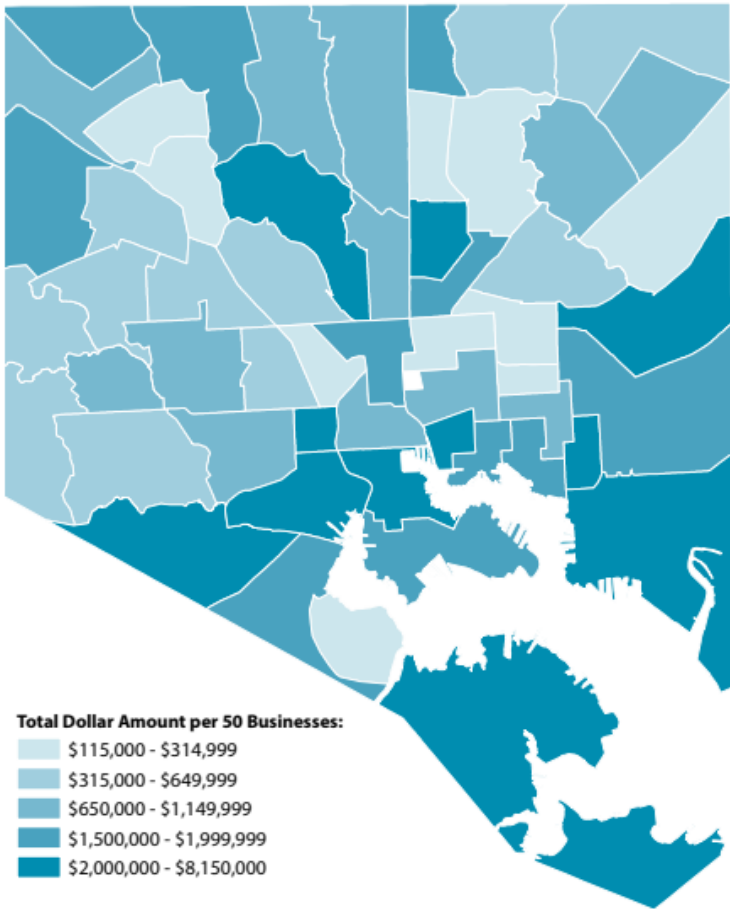 Total Dollar Amount per 50 Businesses:
$115,000 - $314,999
$315,000 - $649,999
$650,000 - $1,149,999
$1,500,000 - $1,999,999
$2,000,000 - $8,150,000